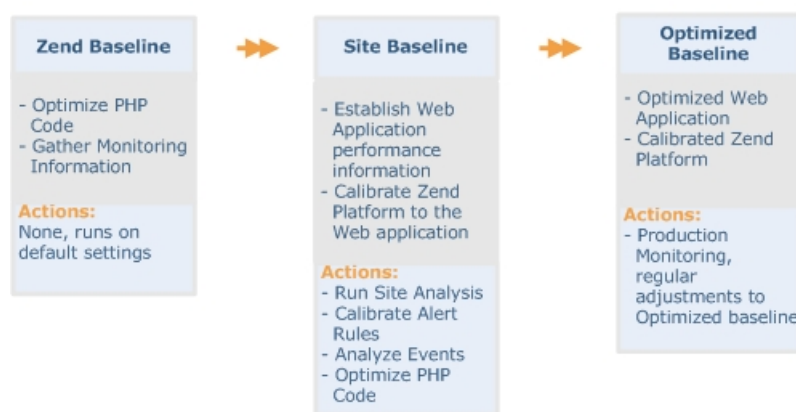 Zend Baseline
- Optimize PHP
Code
- Gather Monitoring
Information
Actions:
None, runs on
default settings
Site Baseline
- Establish Web
Application
performance
information
- Calibrate Zend
Platform to the
Web application
Actions:
- Run Site Analysis
- Calibrate Alert
Rules
- Analyze Events
- Optimize PHP
Code
Optimized
Baseline
- Optimized Web
Application
- Calibrated Zend
Platform
Actions:
- Production
Monitoring,
regular
adjustments to
Optimized baseline